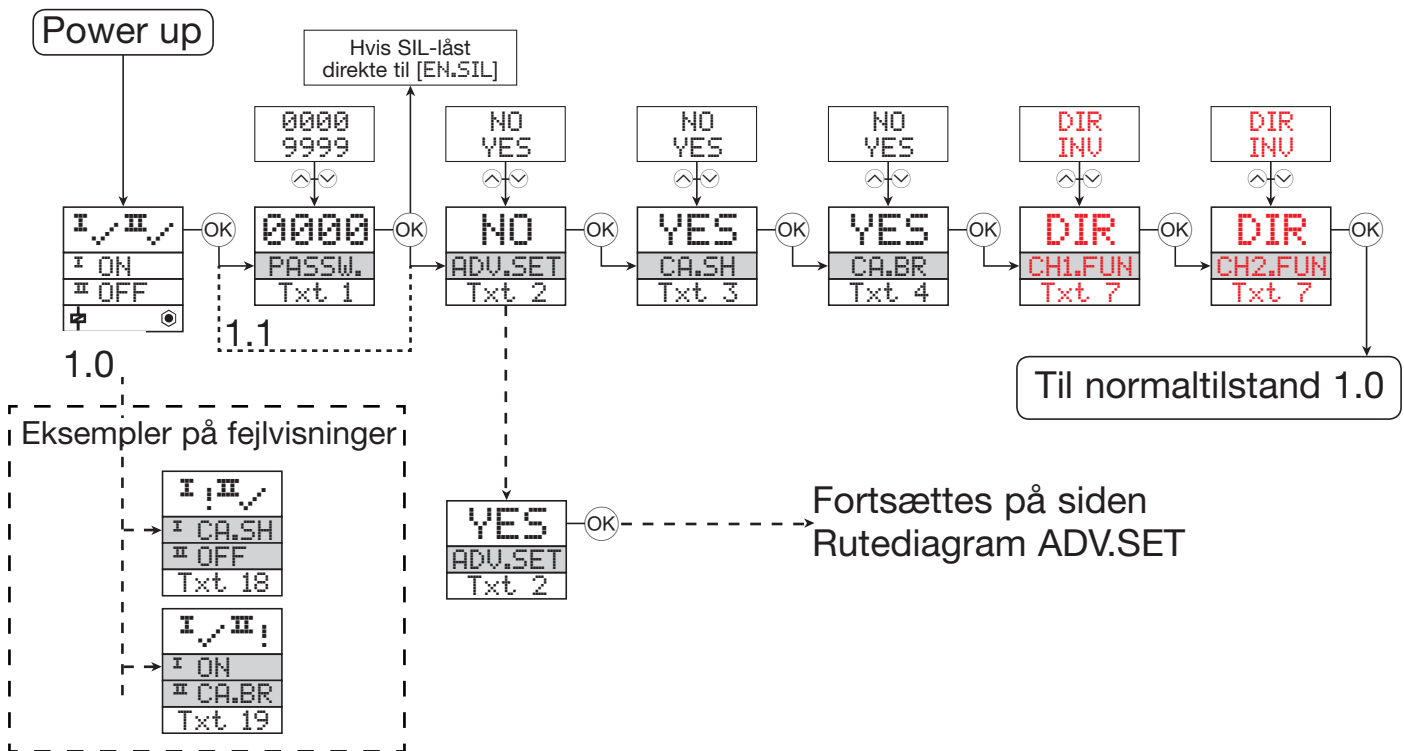 Power up
Hvis SIL-låst
direkte til [EN.SIL]
0000
9999
NO
YES
NO
YES
NO
YES
DIR
INV
DIR
INV
I II
I ON
II OFF
OK
0000
PASSW.
Txt 1
OK
NO
ADV.SET
Txt 2
OK
YES
CA.SH
Txt 3
OK
YES
CA.BR
Txt 4
OK
DIR
CH1.FUN
Txt 7
OK
DIR
CH2.FUN
Txt 7
OK
1.1
1.0
Til normaltilstand 1.0
Eksempler på fejlvisninger
I ! II
I CA.SH
II OFF
Txt 18
I II !
I ON
II CA.BR
Txt 19
YES
ADV.SET
Txt 2
OK
Fortsættes på siden
Rutediagram ADV.SET